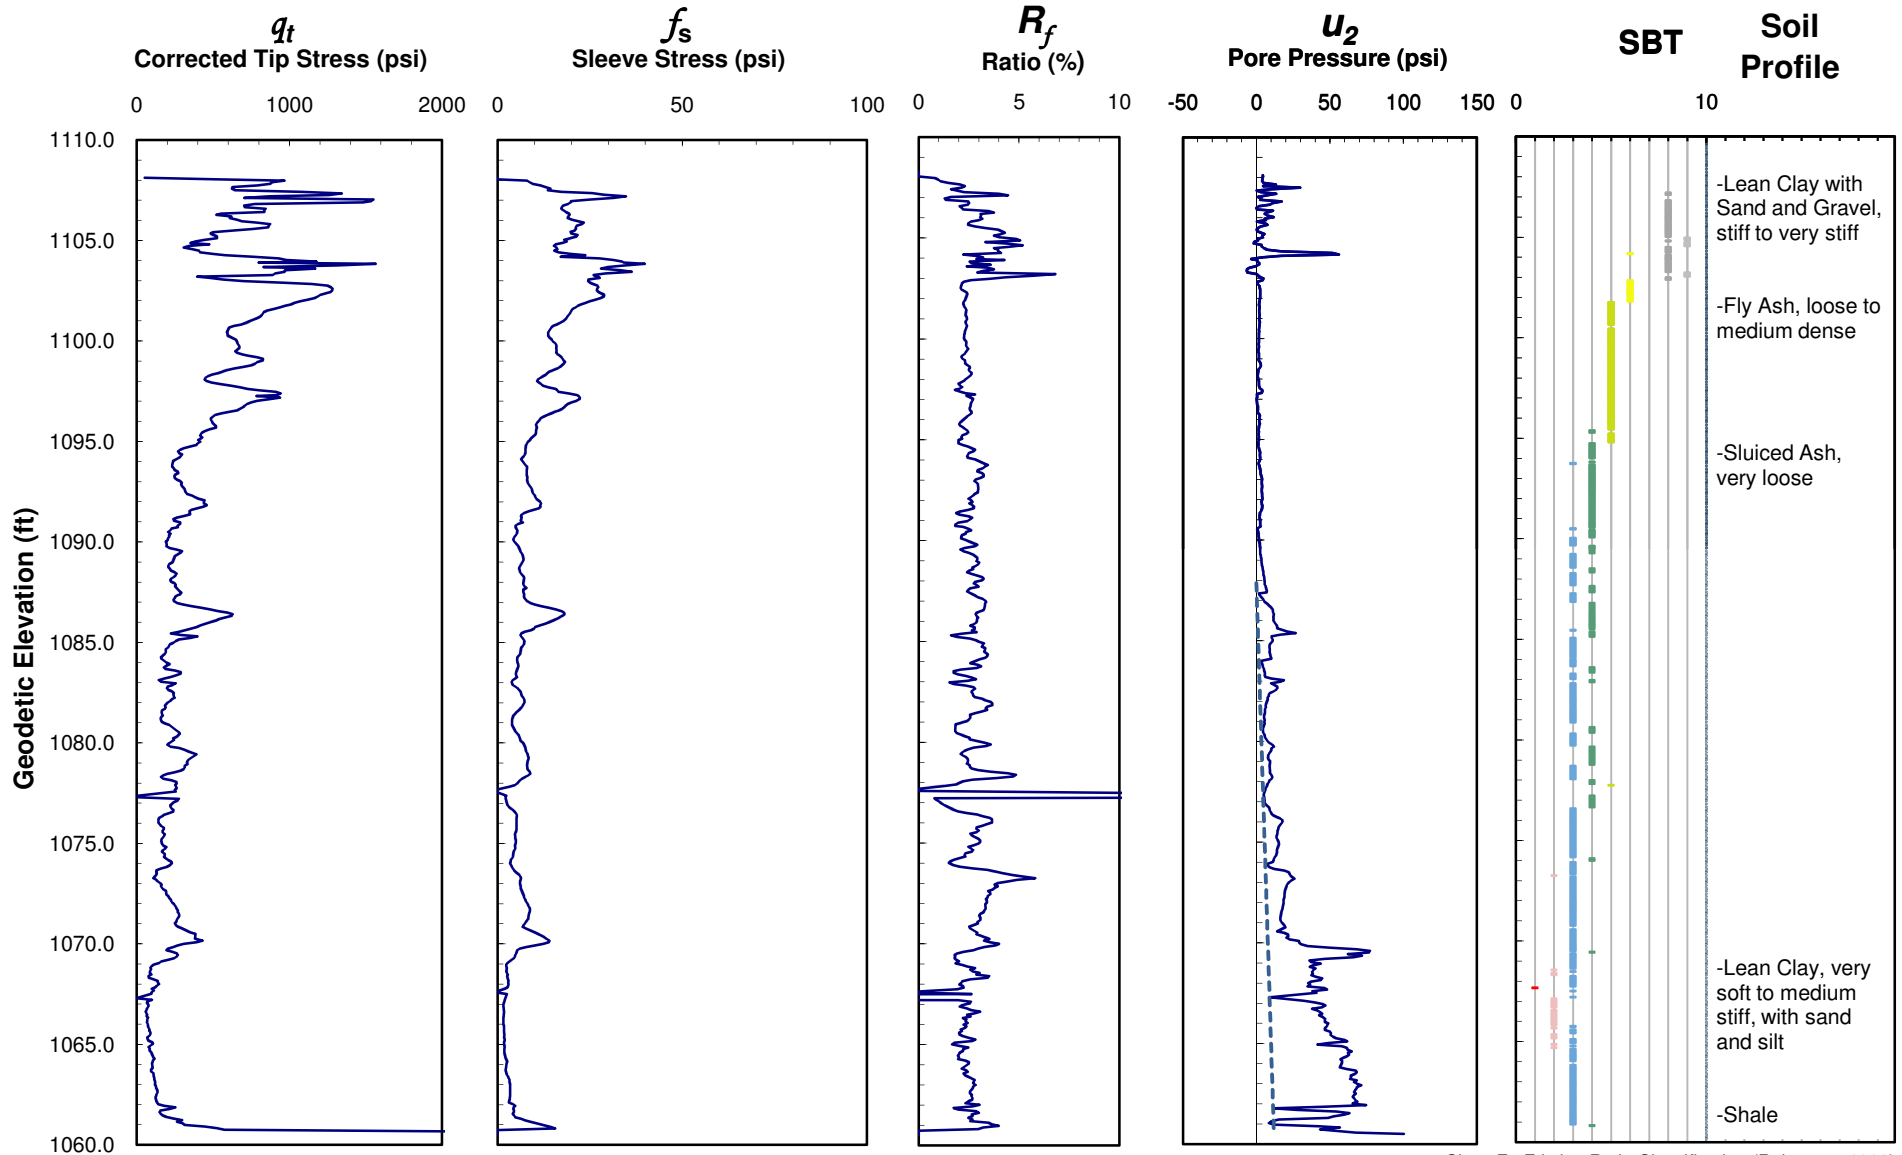 qt
Corrected Tip Stress (psi)
fs
Sleeve Stress (psi)
Rf
Ratio (%)
u2
Pore Pressure (psi)
SBT
Soil
Profile
0 1000 2000
0 50 100
0 5 10
-50 0 50 100 150
0 10
Geodetic Elevation (ft)
1110.0
1105.0
1100.0
1095.0
1090.0
1085.0
1080.0
1075.0
1070.0
1065.0
1060.0
-Lean Clay with
Sand and Gravel,
stiff to very stiff
-Fly Ash, loose to
medium dense
-Sluiced Ash,
very loose
-Lean Clay, very
soft to medium
stiff, with sand
and silt
-Shale